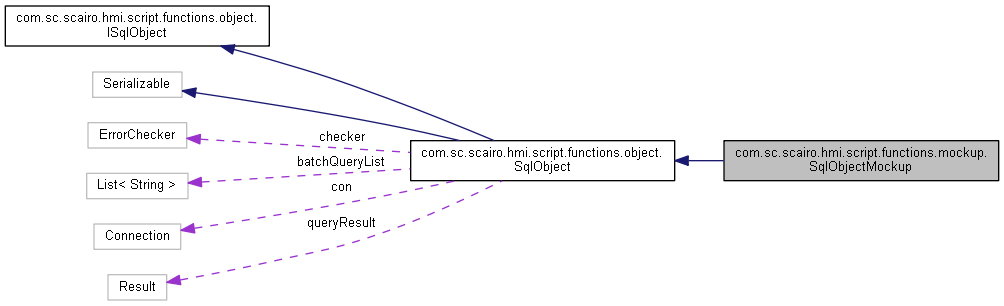 com.sc.scairo.hmi.script.functions.object.
ISqlObject
Serializable
ErrorChecker
checker
batchQueryList
List< String >
con
Connection
queryResult
Result
com.sc.scairo.hmi.script.functions.object.
SqlObject
com.sc.scairo.hmi.script.functions.mockup.
SqlObjectMockup